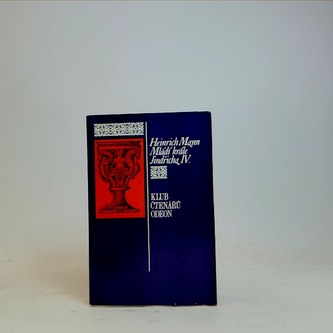 Heinrich Mann
Mládí krále
Jindřicha IV.
KLUB
ČTENÁŘŮ
ODEON